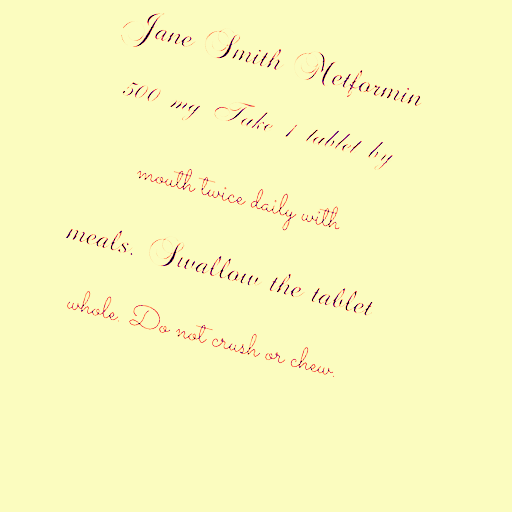 Jane Smith Metformin
500 mg Take 1 tablet by
mouth twice daily with
meals. Swallow the tablet
whole. Do not crush or chew.